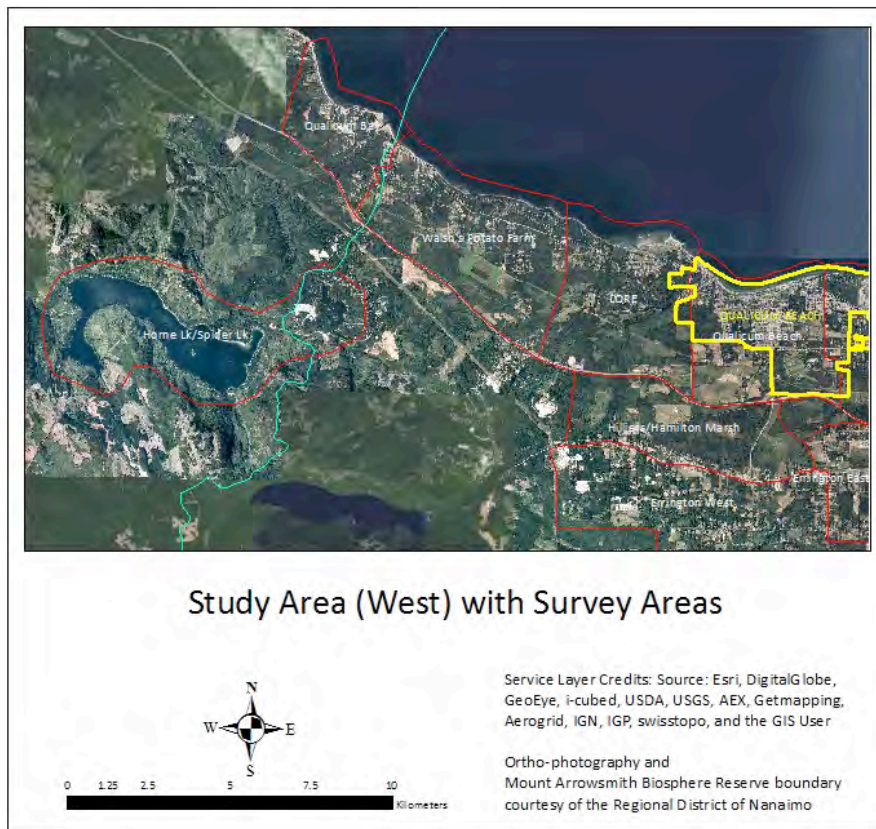 Qualicum Bay
Walsh's Potato Farm
LQRE
QUALICUM BEACH
Qualicum Beach
Horne Lk/Spider Lk
Hilliers/Hamilton Marsh
Errington East
Errington West
Study Area (West) with Survey Areas
N
W E
S
0 1.25 2.5 5 7.5 10
Kilometers
Service Layer Credits: Source: Esri, DigitalGlobe,
GeoEye, i-cubed, USDA, USGS, AEX, Getmapping,
Aerogrid, IGN, IGP, swisstopo, and the GIS User
Ortho-photography and
Mount Arrowsmith Biosphere Reserve boundary
courtesy of the Regional District of Nanaimo